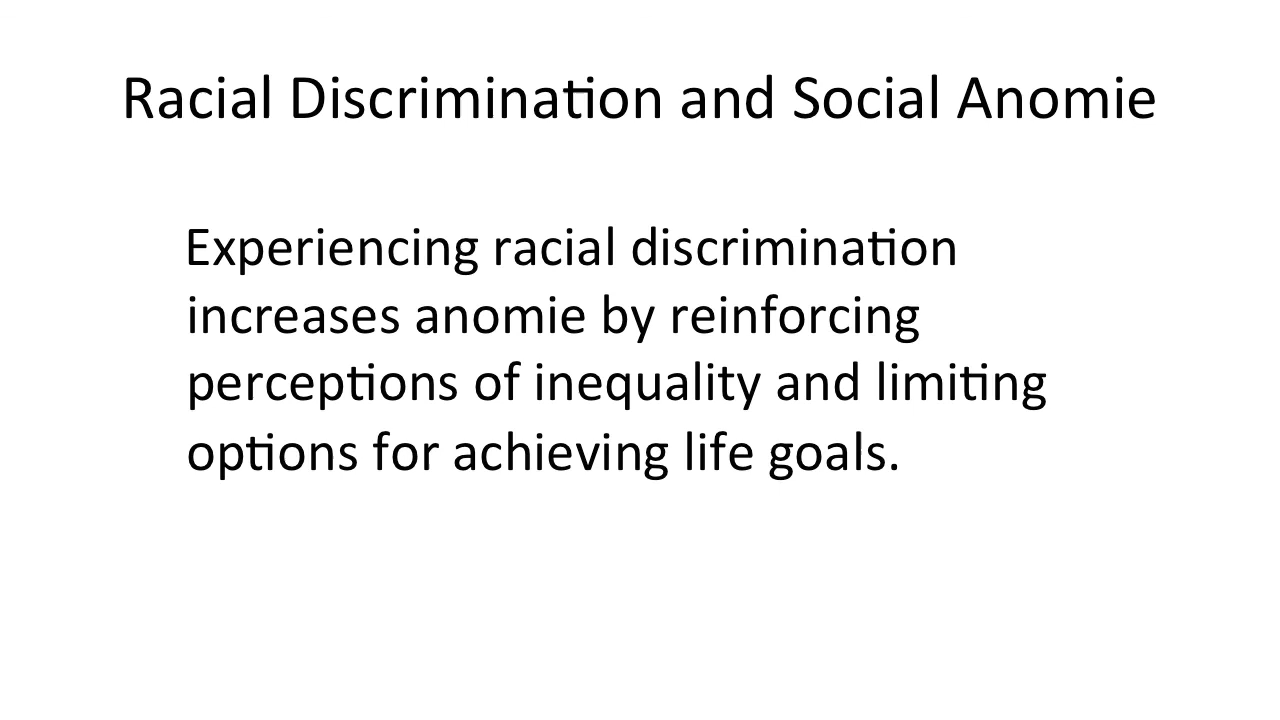 Racial Discrimination and Social Anomie
Experiencing racial discrimination
increases anomie by reinforcing
perceptions of inequality and limiting
options for achieving life goals.